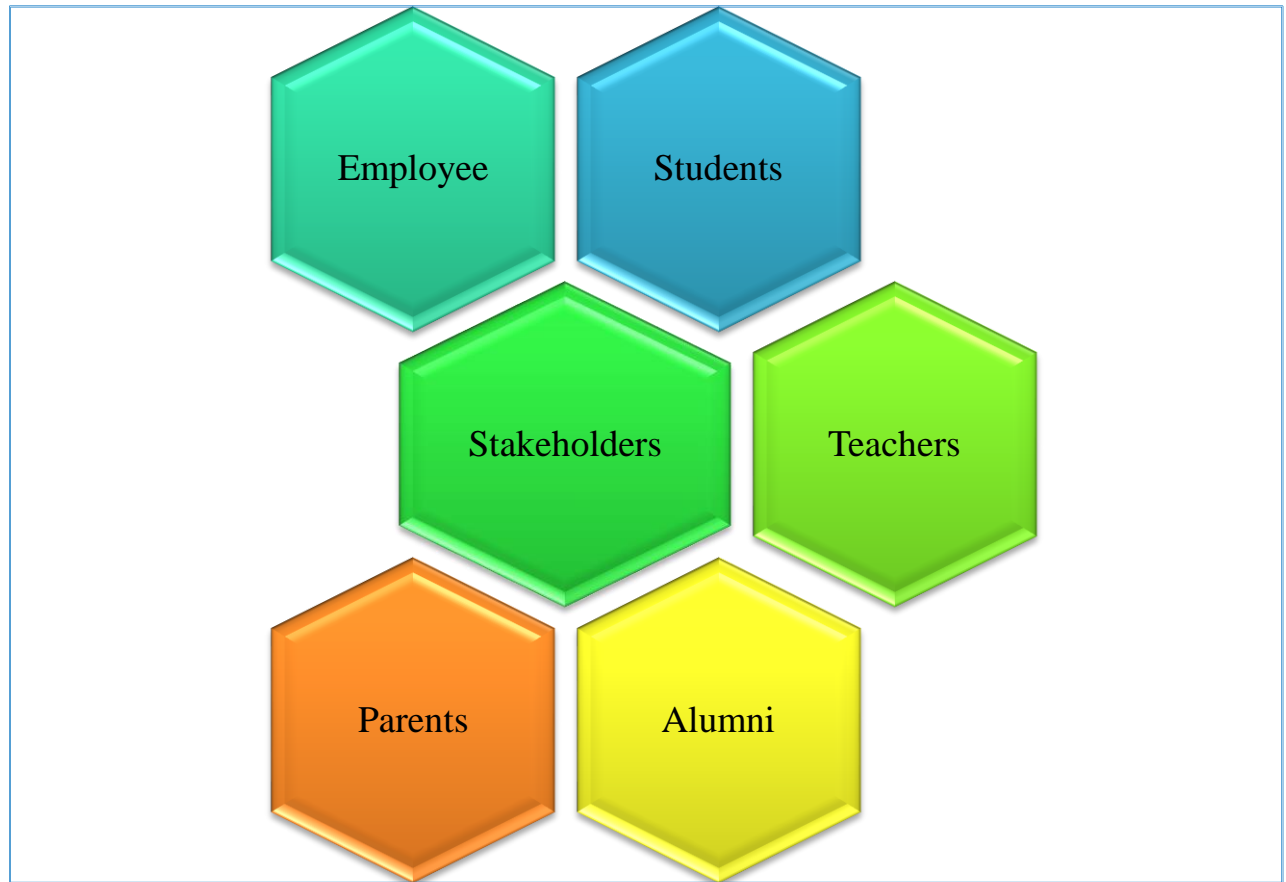 Employee
Students
Stakeholders
Teachers
Parents
Alumni